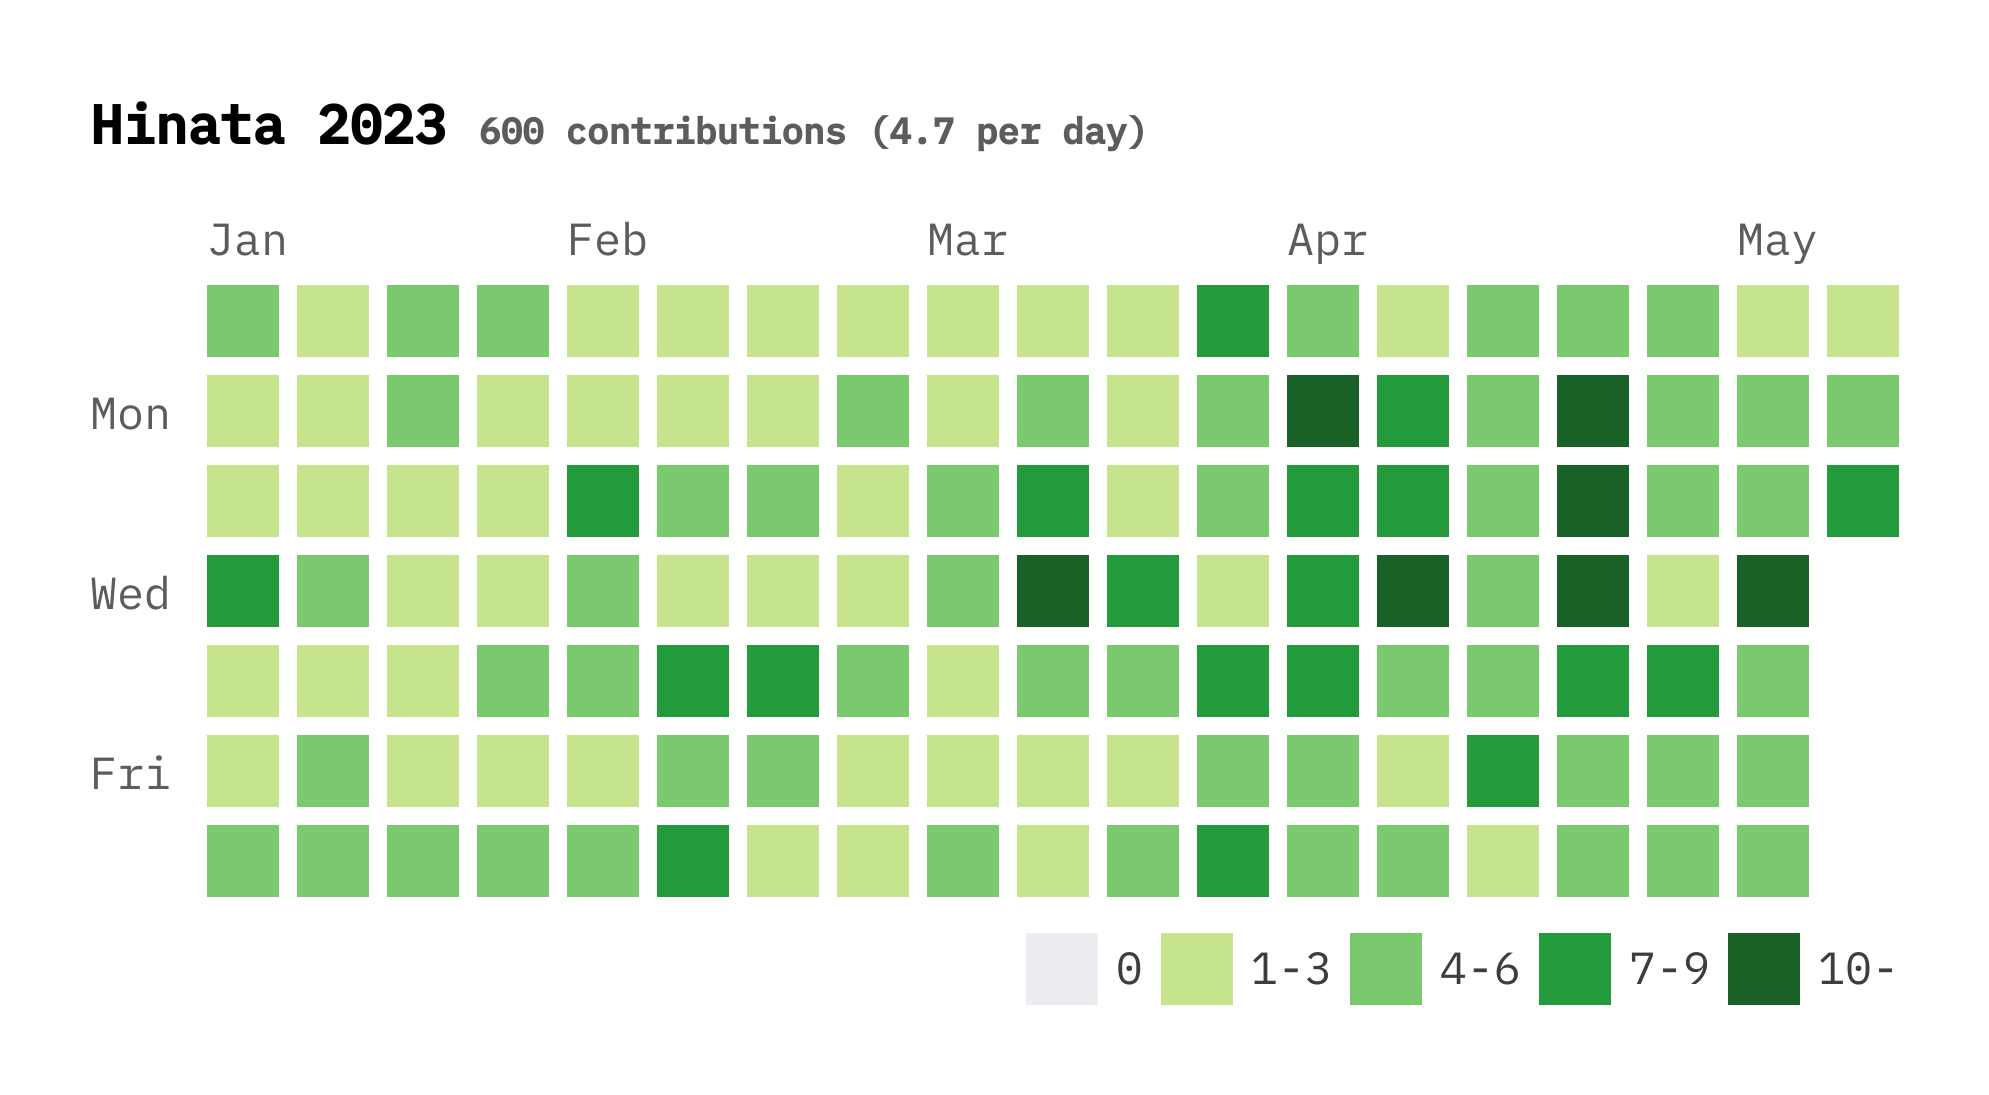 Hinata 2023 600 contributions (4.7 per day)
Jan Feb Mar Apr May
Mon
Wed
Fri
0 1-3 4-6 7-9 10-